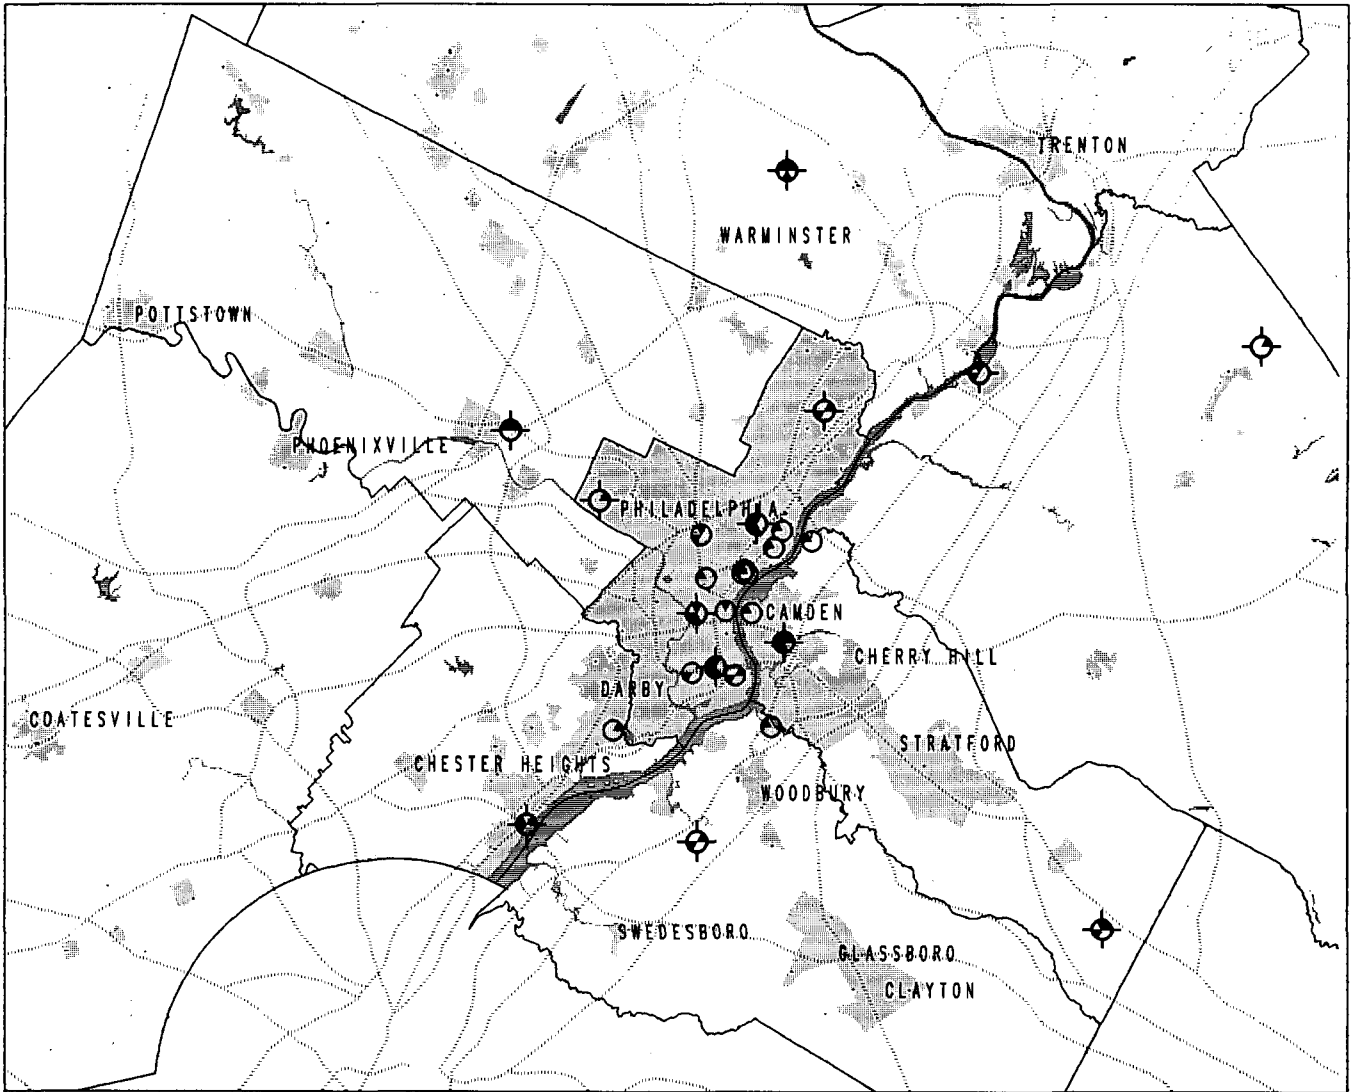 TRENTON
WARMINSTER
POTTSTOWN
PHOENIXVILLE
PHILADELPHIA
CAMDEN
CHERRY HILL
DARBY
COATESVILLE
STRATFORD
CHESTER HEIGHTS
WOODBURY
SWEDESBORO
GLASSBORO
CLAYTON